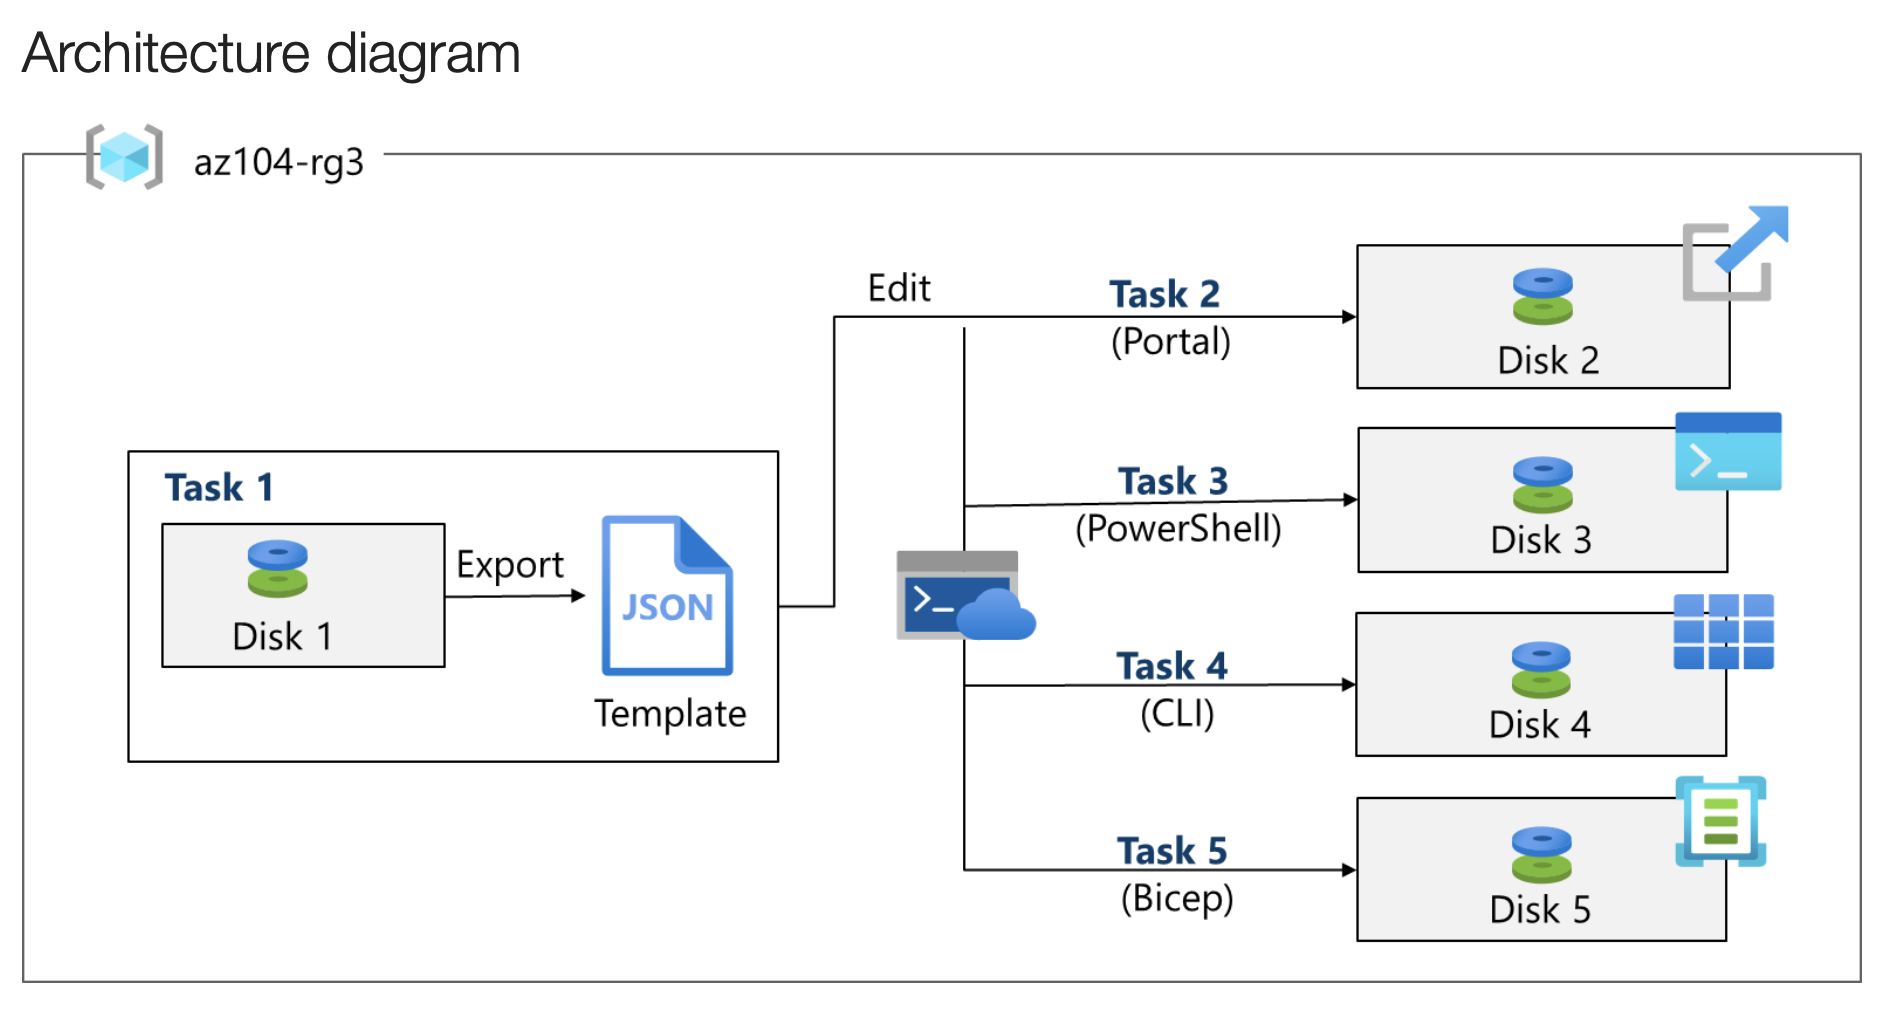 Architecture diagram
az104-rg3
Task 1
Disk 1
Export
JSON
Template
Edit
Task 2
(Portal)
Disk 2
Task 3
(PowerShell)
Disk 3
Task 4
(CLI)
Disk 4
Task 5
(Bicep)
Disk 5